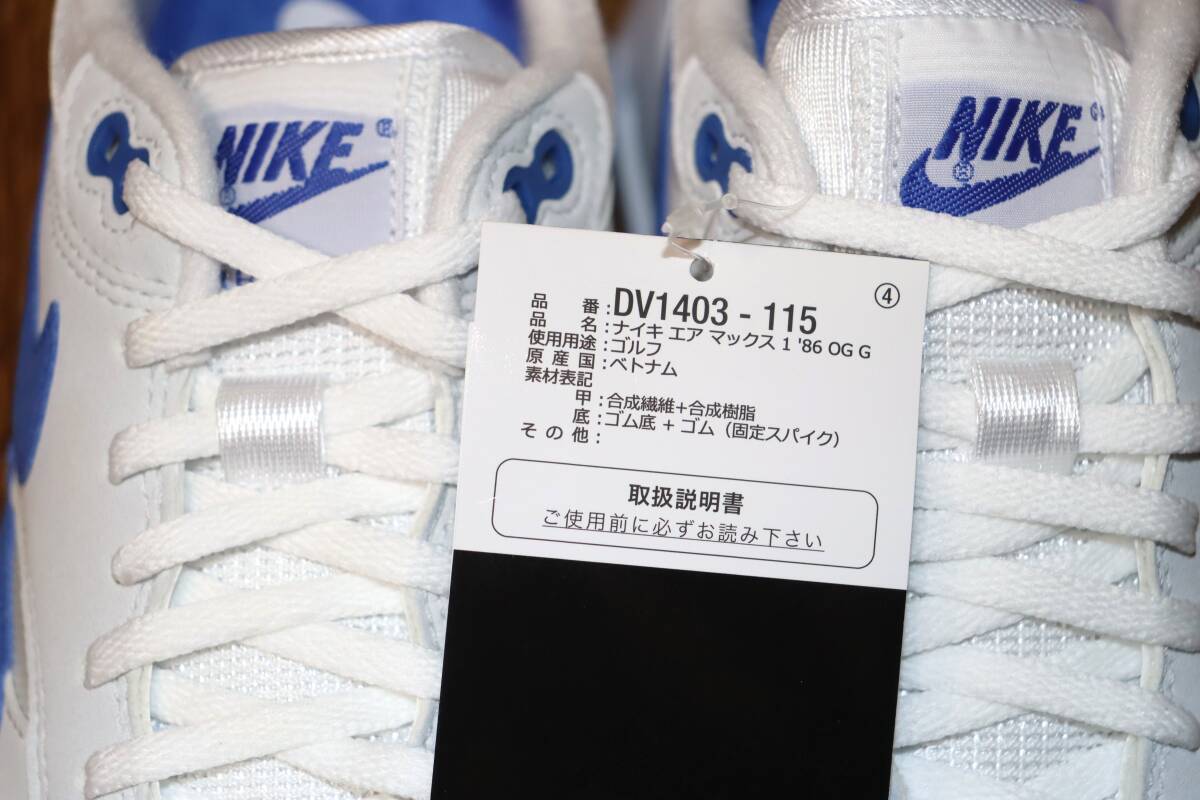 NIKE ®
®
NIKE
®
④
品番:DV1403 - 115
品名:ナイキ エア マックス 1 '86 OG G
使用用途:ゴルフ
原産国:ベトナム
素材表記
甲:合成繊維+合成樹脂
底:ゴム底 + ゴム（固定スパイク）
その他:
取扱説明書
ご使用前に必ずお読み下さい